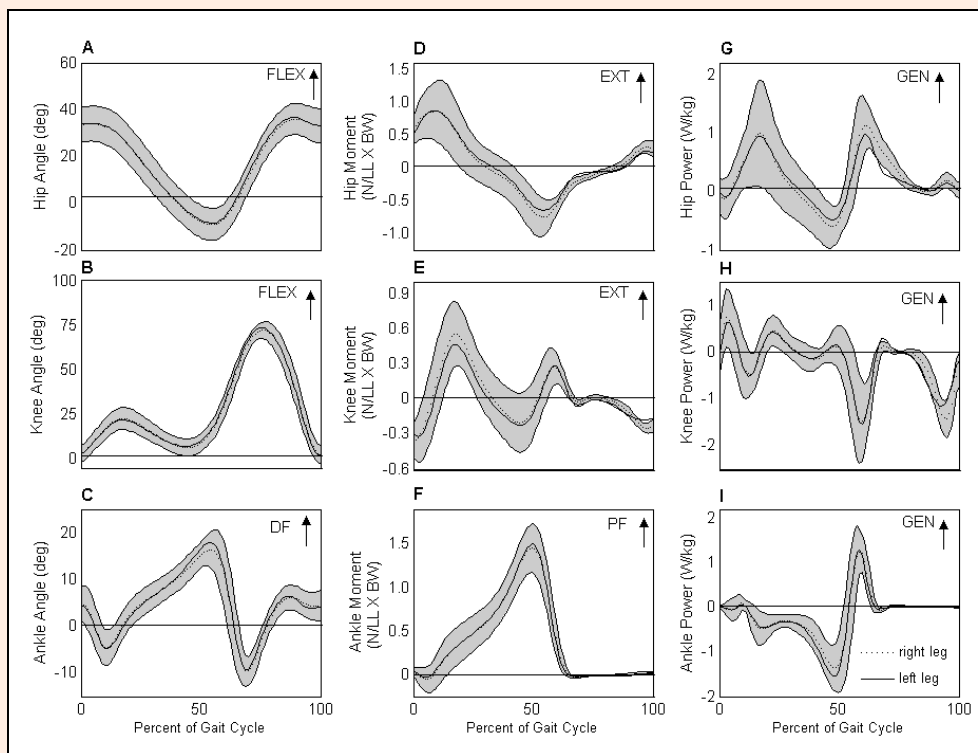 A
60
40
20
0
-20
Hip Angle (deg)
FLEX
D
1.5
1.0
0.5
0
-0.5
-1.0
Hip Moment
(N/LL X BW)
EXT
G
2
1
0
-1
Hip Power (W/kg)
GEN
B
100
75
50
25
0
Knee Angle (deg)
FLEX
E
0.9
0.6
0.3
0
-0.3
-0.6
Knee Moment
(N/LL X BW)
EXT
H
1
0
-1
-2
Knee Power (W/kg)
GEN
C
20
10
0
-10
Ankle Angle (deg)
DF
0
50
100
Percent of Gait Cycle
F
1.5
1.0
0.5
0
Ankle Moment
(N/LL X BW)
PF
0
50
100
Percent of Gait Cycle
I
2
1
0
-1
-2
Ankle Power (W/kg)
GEN
right leg
left leg
0
50
100
Percent of Gait Cycle